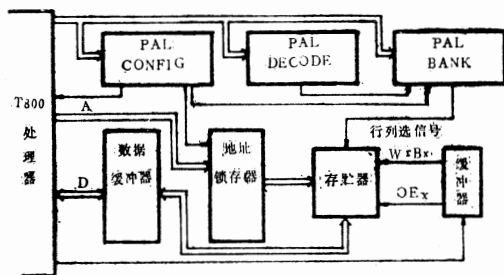 PAL
CONFIG
PAL
DECODE
PAL
BANK
T800
处
理
器
A
D
数据
缓冲器
地址
锁存器
行列选信号
存贮器
WrBx
OEx
缓
冲
器